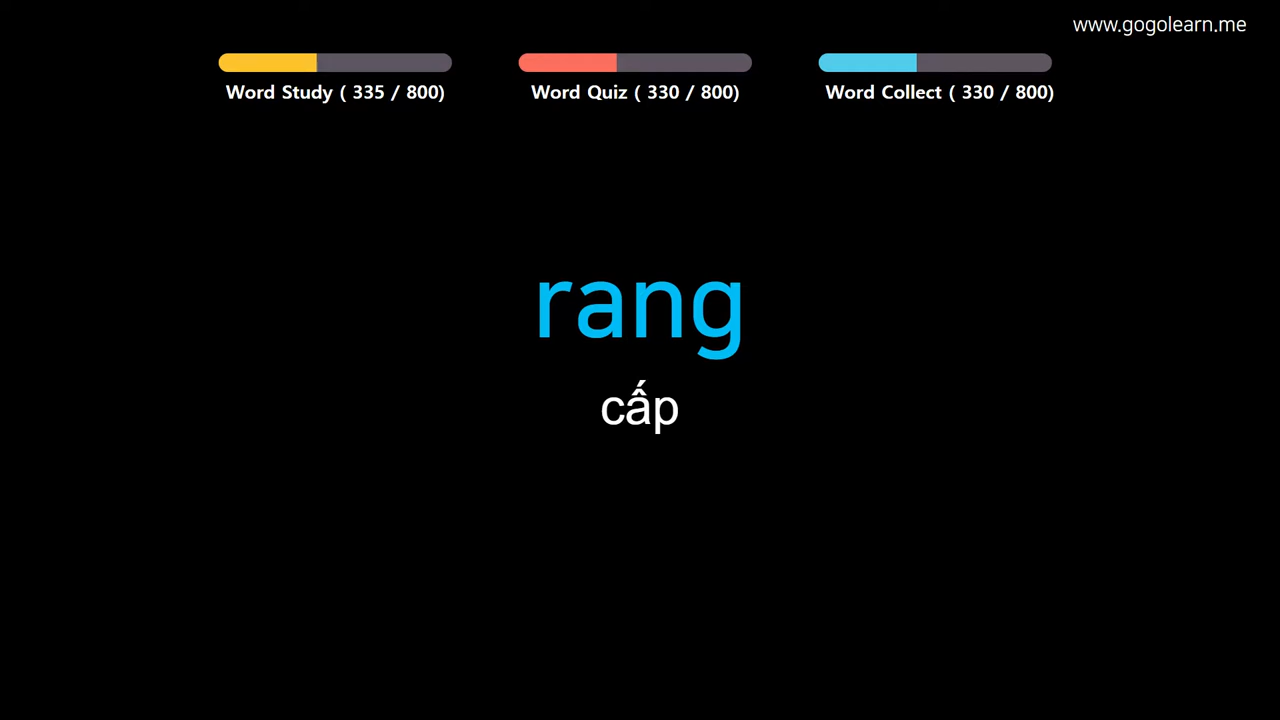 www.gogolearn.me
Word Study ( 335 / 800)
Word Quiz ( 330 / 800)
Word Collect ( 330 / 800)
rang
cấp